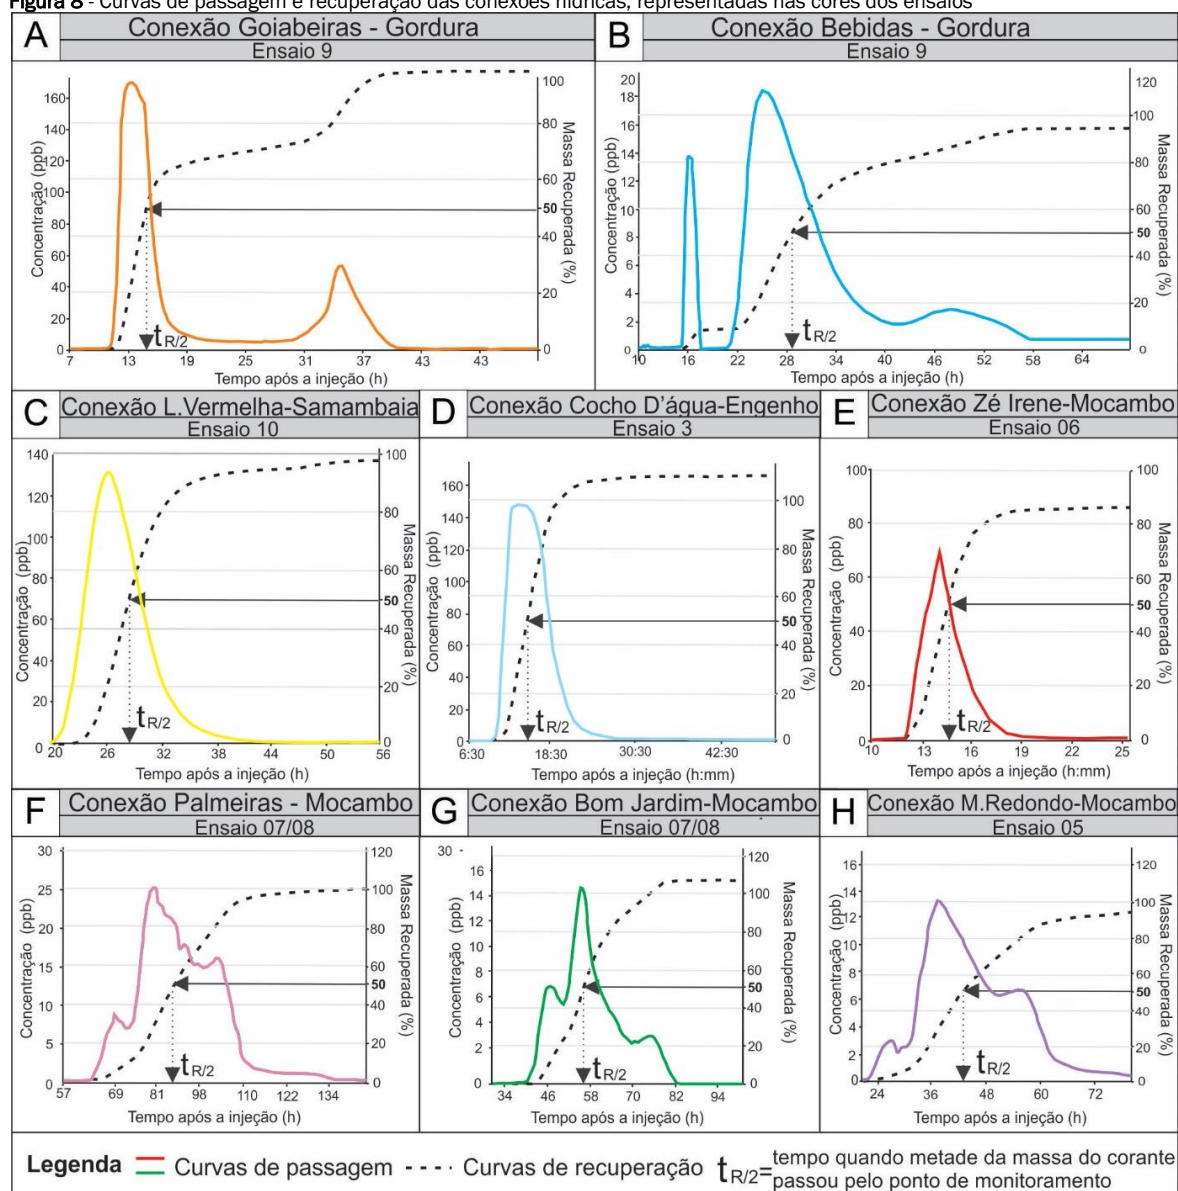 Figura 8 - Curvas de passagem e recuperação das conexões hídricas, representadas nas cores dos ensaios
A
Conexão Goiabeiras - Gordura
Ensaio 9
Concentração (ppb)
160
140
120
100
80
60
40
20
0
7 13 19 25 31 37 43 43
Tempo após a injeção (h)
100
80
60
50
40
20
0
Massa Recuperada (%)
tR/2
B
Conexão Bebidas - Gordura
Ensaio 9
Concentração (ppb)
20
18
16
14
12
10
8
6
4
2
0
10 16 22 28 34 40 46 52 58 64
Tempo após a injeção (h)
120
100
80
60
50
40
20
0
Massa Recuperada (%)
tR/2
C
Conexão L.Vermelha-Samambaia
Ensaio 10
Concentração (ppb)
140
120
100
80
60
40
20
0
20 26 32 38 44 50 56
Tempo após a injeção (h)
100
80
60
50
40
20
0
Massa Recuperada (%)
tR/2
D
Conexão Cocho D'água-Engenho
Ensaio 3
Concentração (ppb)
160
140
120
100
80
60
40
20
0
6:30 18:30 30:30 42:30
Tempo após a injeção (h:mm)
100
80
60
50
40
20
0
Massa Recuperada (%)
tR/2
E
Conexão Zé Irene-Mocambo
Ensaio 06
Concentração (ppb)
100
80
60
40
20
0
10 13 16 19 22 25
Tempo após a injeção (h:mm)
100
80
60
50
40
20
0
Massa Recuperada (%)
tR/2
F
Conexão Palmeiras - Mocambo
Ensaio 07/08
Concentração (ppb)
30
25
20
15
10
5
0
57 69 81 98 110 122 134
Tempo após a injeção (h)
120
100
80
60
50
40
20
0
Massa Recuperada (%)
tR/2
G
Conexão Bom Jardim-Mocambo
Ensaio 07/08
Concentração (ppb)
30
16
14
12
10
8
6
4
2
0
34 46 58 70 82 94
Tempo após a injeção (h)
120
100
80
60
50
40
20
0
Massa Recuperada (%)
tR/2
H
Conexão M.Redondo-Mocambo
Ensaio 05
Concentração (ppb)
16
14
12
10
8
6
4
2
0
24 36 48 60 72
Tempo após a injeção (h)
120
100
80
60
50
40
20
0
Massa Recuperada (%)
tR/2
Legenda
Curvas de passagem
Curvas de recuperação
tR/2= tempo quando metade da massa do corante
passou pelo ponto de monitoramento